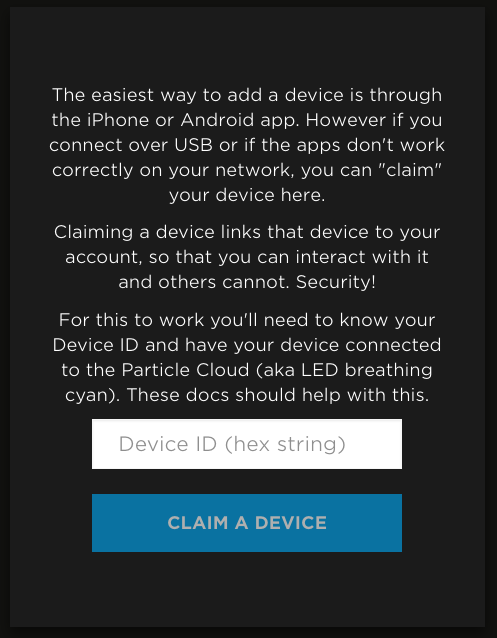 The easiest way to add a device is through
the iPhone or Android app. However if you
connect over USB or if the apps don't work
correctly on your network, you can "claim"
your device here.
Claiming a device links that device to your
account, so that you can interact with it
and others cannot. Security!
For this to work you'll need to know your
Device ID and have your device connected
to the Particle Cloud (aka LED breathing
cyan). These docs should help with this.
Device ID (hex string)
CLAIM A DEVICE